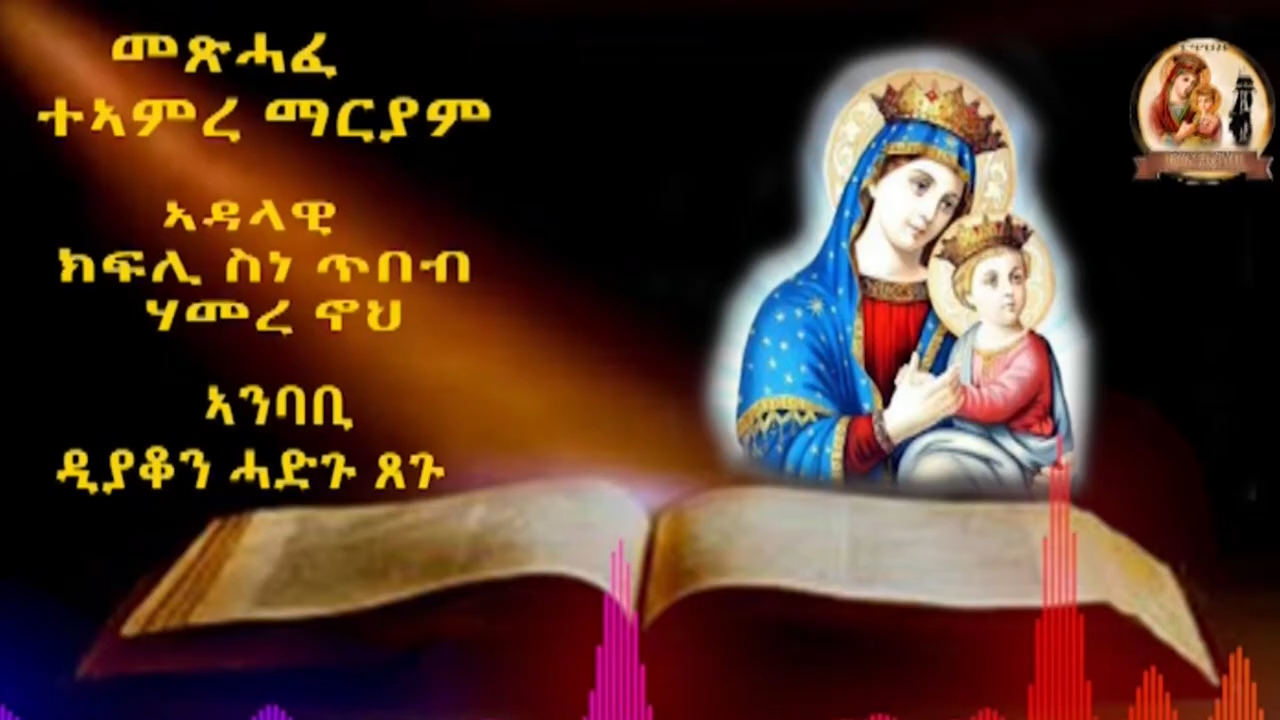 መጽሓፈ
ተኣምረ ማርያም
ኣዳላዊ
ክፍሊ ስነ ጥበብ
ሃመረ ኖህ
ኣንባቢ
ዲያቆን ሓድጉ ጸጉ